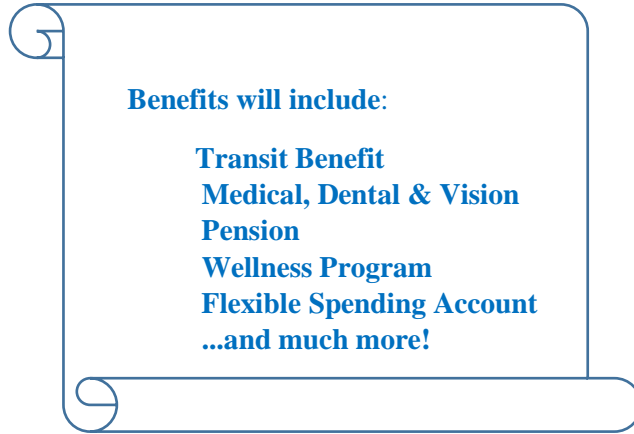 Benefits will include:
Transit Benefit
Medical, Dental & Vision
Pension
Wellness Program
Flexible Spending Account
...and much more!